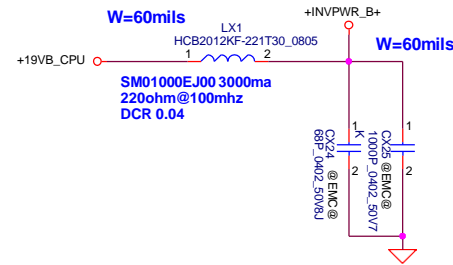 W=60mils
+INVPWR_B+
LX1
HCB2012KF-221T30_0805
W=60mils
+19VB_CPU
1
2
SM01000EJ00 3000ma
220ohm@100mhz
DCR 0.04
1
2
CX24 @EMC@
68P_0402_50V8J
1
2
CX25 @EMC@
1000P_0402_50V7
K